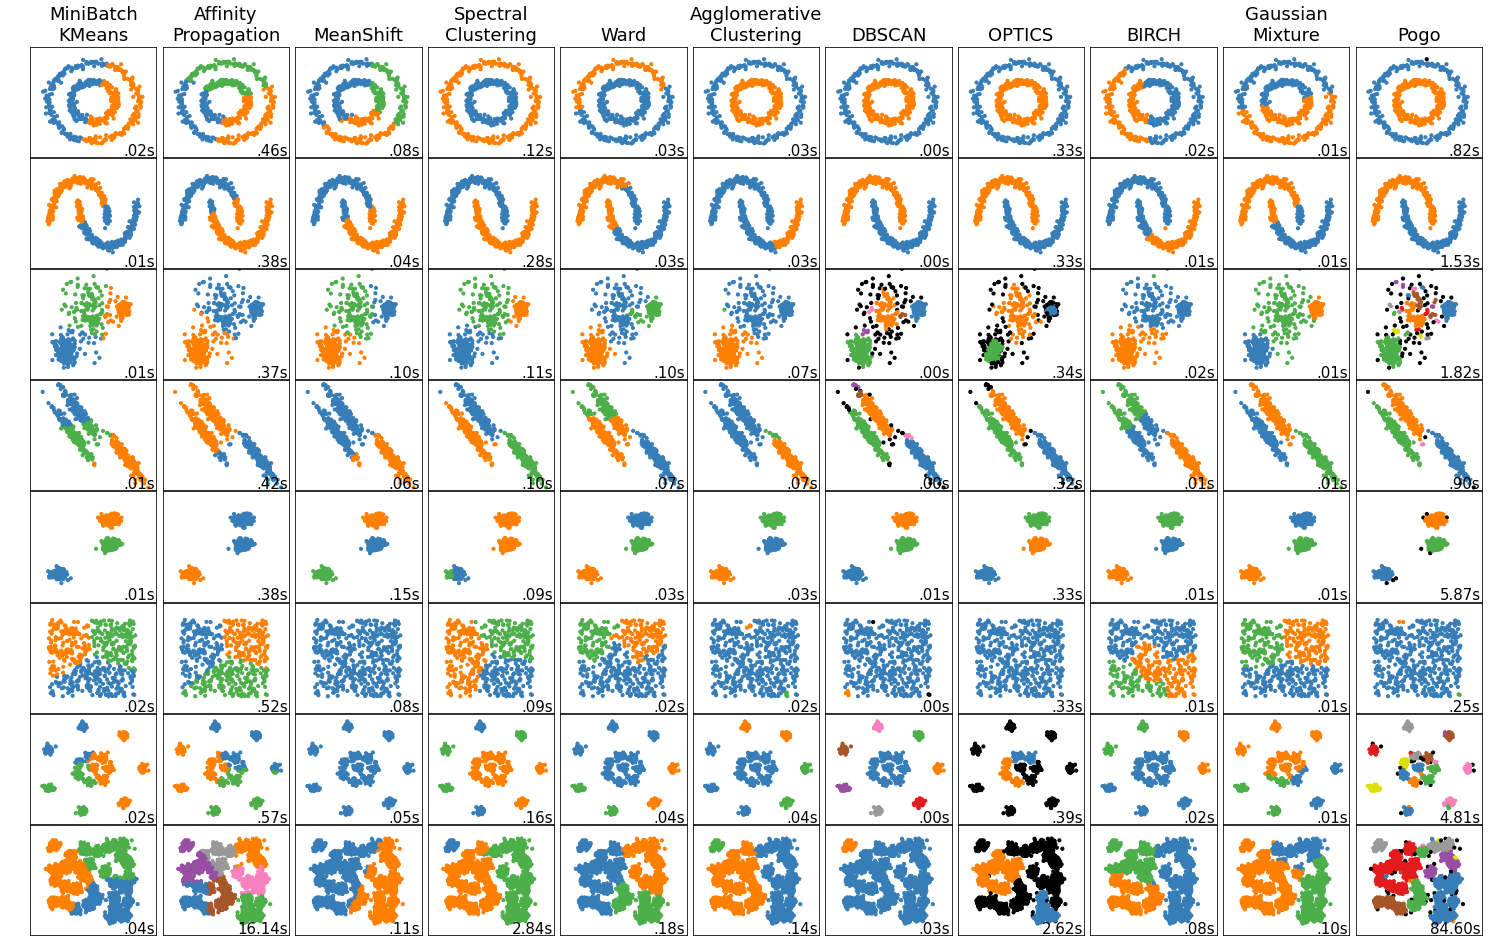 MiniBatch
KMeans
Affinity
Propagation
MeanShift
Spectral
Clustering
Ward
Agglomerative
Clustering
DBSCAN
OPTICS
BIRCH
Gaussian
Mixture
Pogo
.02s .46s .08s .12s .03s .03s .00s .33s .02s .01s .82s
.01s .38s .04s .28s .03s .03s .00s .33s .01s .01s 1.53s
.01s .37s .10s .11s .10s .07s .00s .34s .02s .01s 1.82s
.01s .42s .06s .10s .07s .07s .00s .32s .01s .01s .90s
.01s .38s .15s .09s .03s .03s .01s .33s .01s .01s 5.87s
.02s .52s .08s .09s .02s .02s .00s .33s .01s .01s .25s
.02s .57s .05s .16s .04s .04s .00s .39s .02s .01s 4.81s
.04s 16.14s .11s 2.84s .18s .14s .03s 2.62s .08s .10s 84.60s